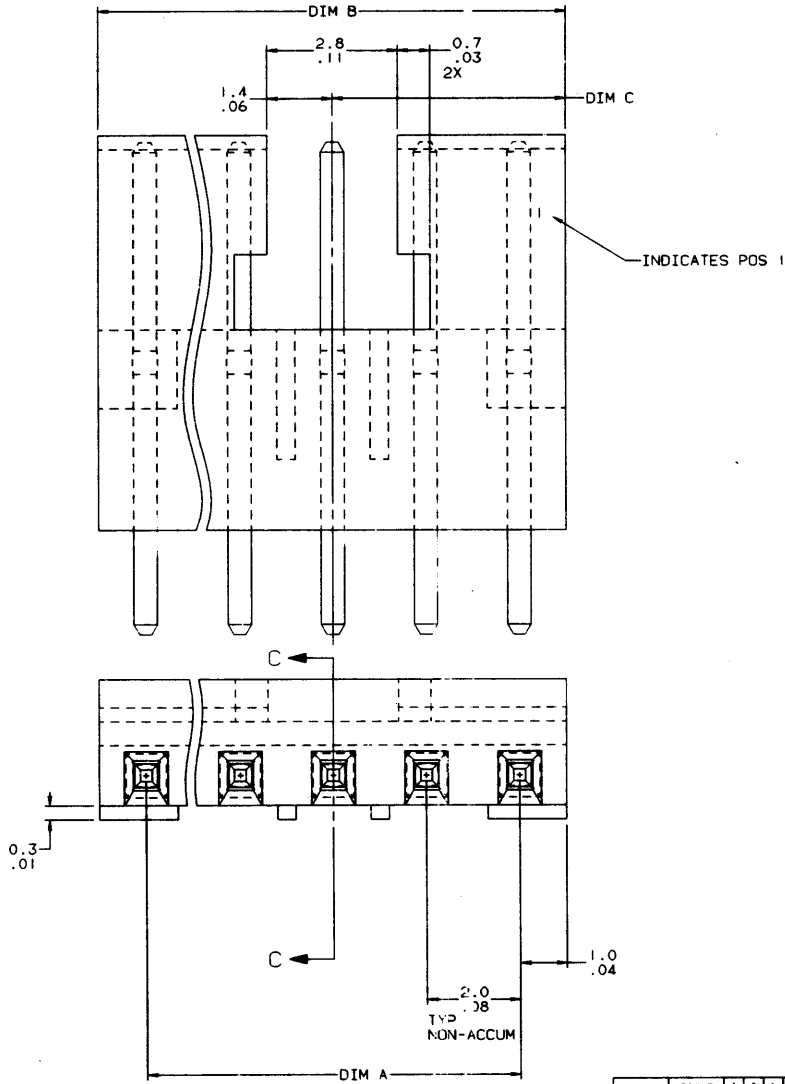 DIM B
2.8
.11
0.7
.03
2X
1.4
.06
DIM C
INDICATES POS 1
C
0.3
.01
C
1.0
.04
2.0
.08
TYP
NON-ACCUM
DIM A